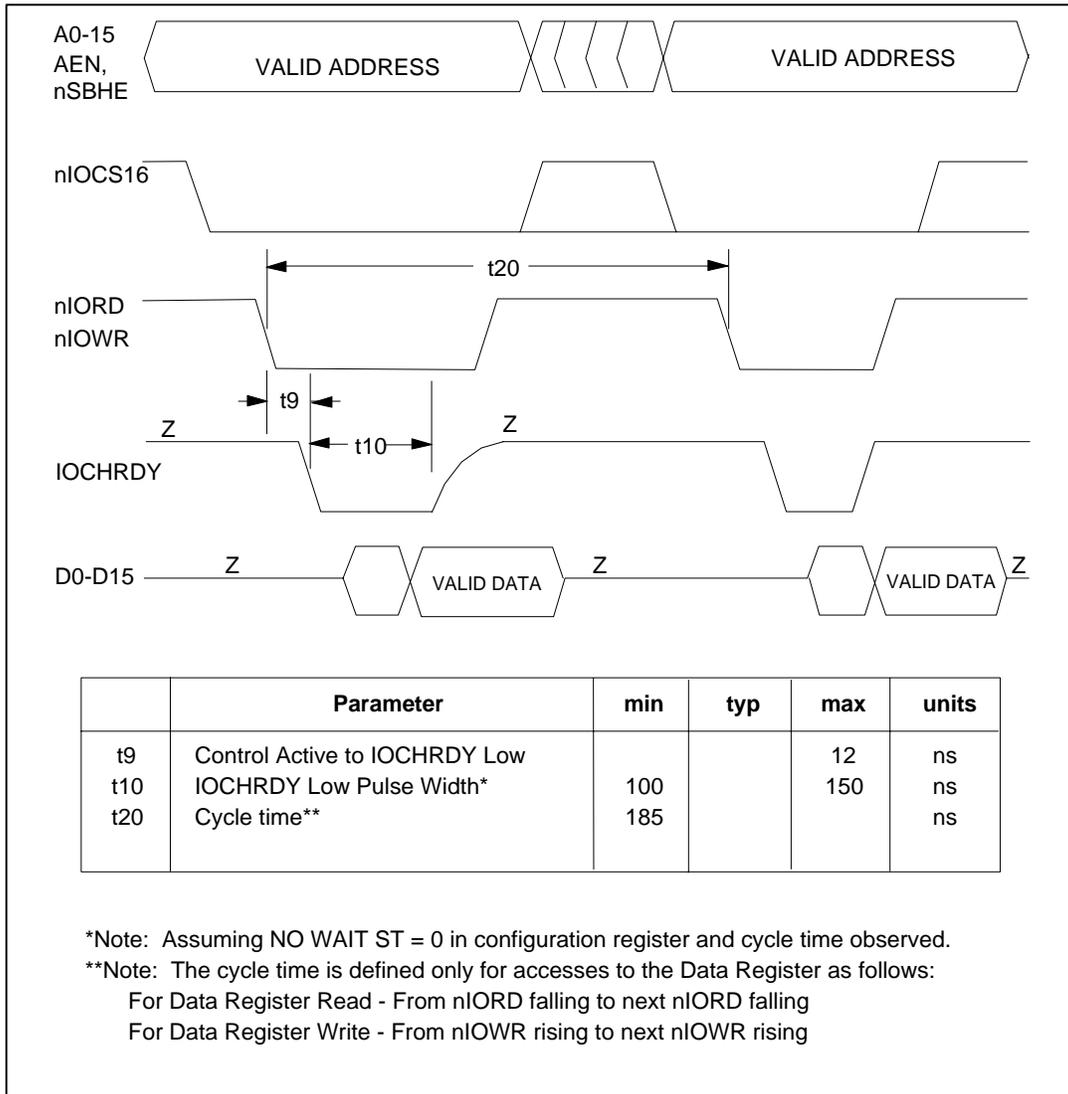 A0-15
AEN,
nSBHE
VALID ADDRESS
VALID ADDRESS
nIOCS16
t20
nIORD
nIOWR
t9
Z
t10
Z
IOCHRDY
D0-D15
Z
VALID DATA
Z
VALID DATA
Z
Parameter min typ max units
t9 Control Active to IOCHRDY Low 12 ns
t10 IOCHRDY Low Pulse Width* 100 150 ns
t20 Cycle time** 185 ns
*Note: Assuming NO WAIT ST = 0 in configuration register and cycle time observed.
**Note: The cycle time is defined only for accesses to the Data Register as follows:
For Data Register Read - From nIORD falling to next nIORD falling
For Data Register Write - From nIOWR rising to next nIOWR rising